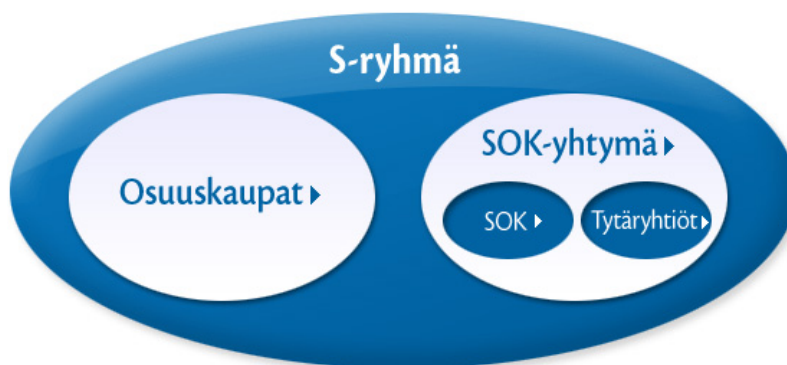 S-ryhmä
Osuuskaupat
SOK-yhtymä
SOK
Tytäryhtiöt